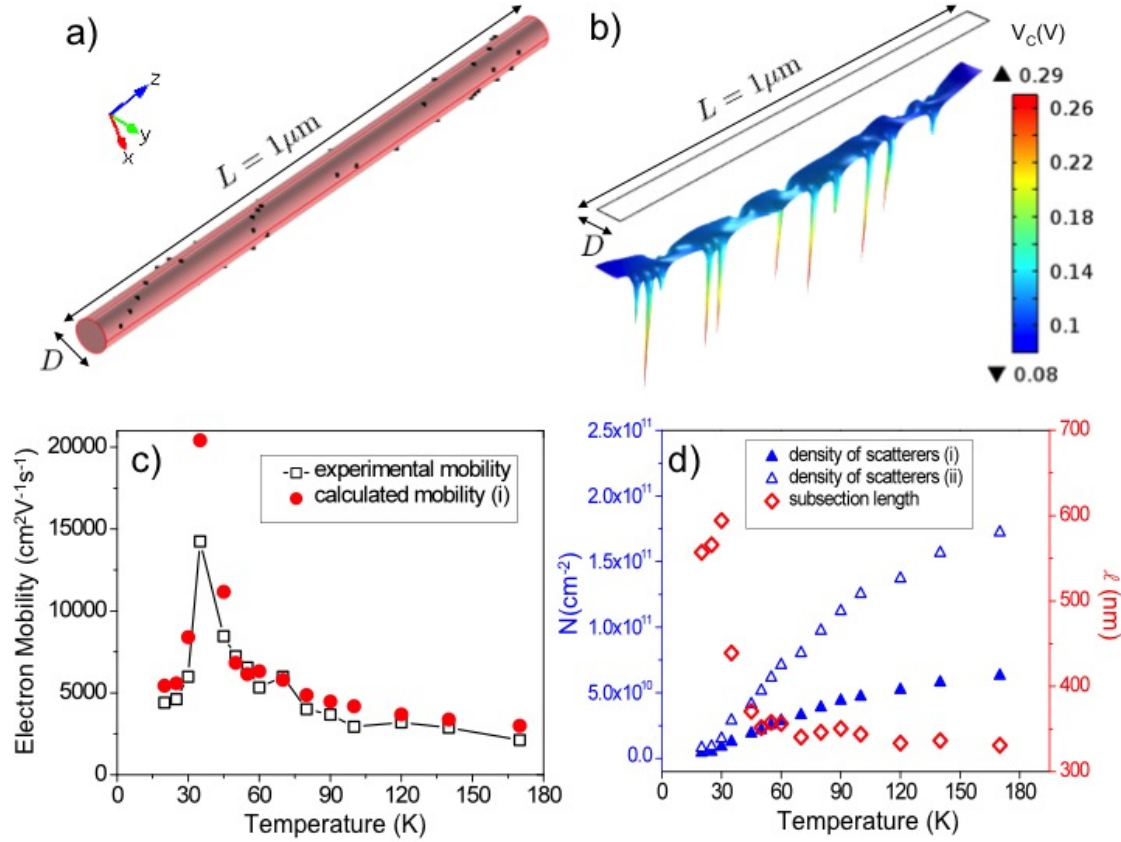 a)
z
y
x
L = 1μm
D
b)
L = 1μm
D
V_C(V)
▲ 0.29
0.26
0.22
0.18
0.14
0.1
▼ 0.08
c)
Electron Mobility (cm²V⁻¹s⁻¹)
20000
15000
10000
5000
0
experimental mobility
calculated mobility (i)
0 30 60 90 120 150 180
Temperature (K)
d)
N(cm⁻²)
2.5x10¹¹
2.0x10¹¹
1.5x10¹¹
1.0x10¹¹
5.0x10¹⁰
0.0
density of scatterers (i)
density of scatterers (ii)
subsection length
700
600
500
400
300
ℓ (nm)
0 30 60 90 120 150 180
Temperature (K)